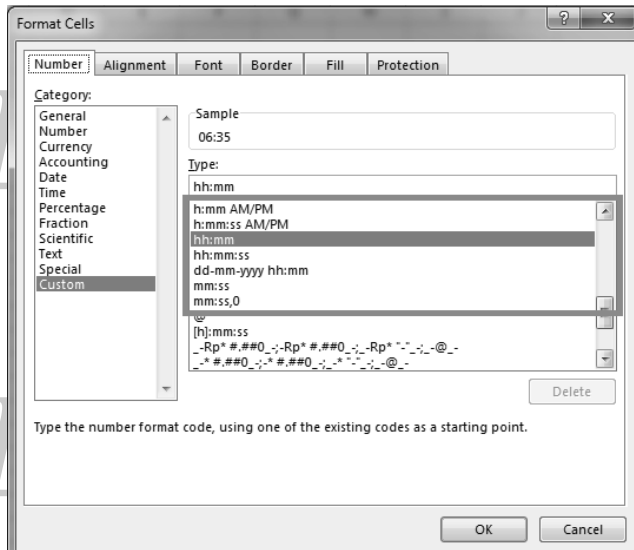 Format Cells
?
X
Number
Alignment
Font
Border
Fill
Protection
Category:
General
Number
Currency
Accounting
Date
Time
Percentage
Fraction
Scientific
Text
Special
Custom
Sample
06:35
Type:
hh:mm
h:mm AM/PM
h:mm:ss AM/PM
hh:mm
hh:mm:ss
dd-mm-yyyy hh:mm
mm:ss
mm:ss,0
@
[h]:mm:ss
_-Rp* #.##0_-;-Rp* #.##0_-;_-Rp* "-"_-;_-@_-
_-* #.##0_-;-* #.##0_-;_-* "-"_-;_-@_-
Delete
Type the number format code, using one of the existing codes as a starting point.
OK
Cancel